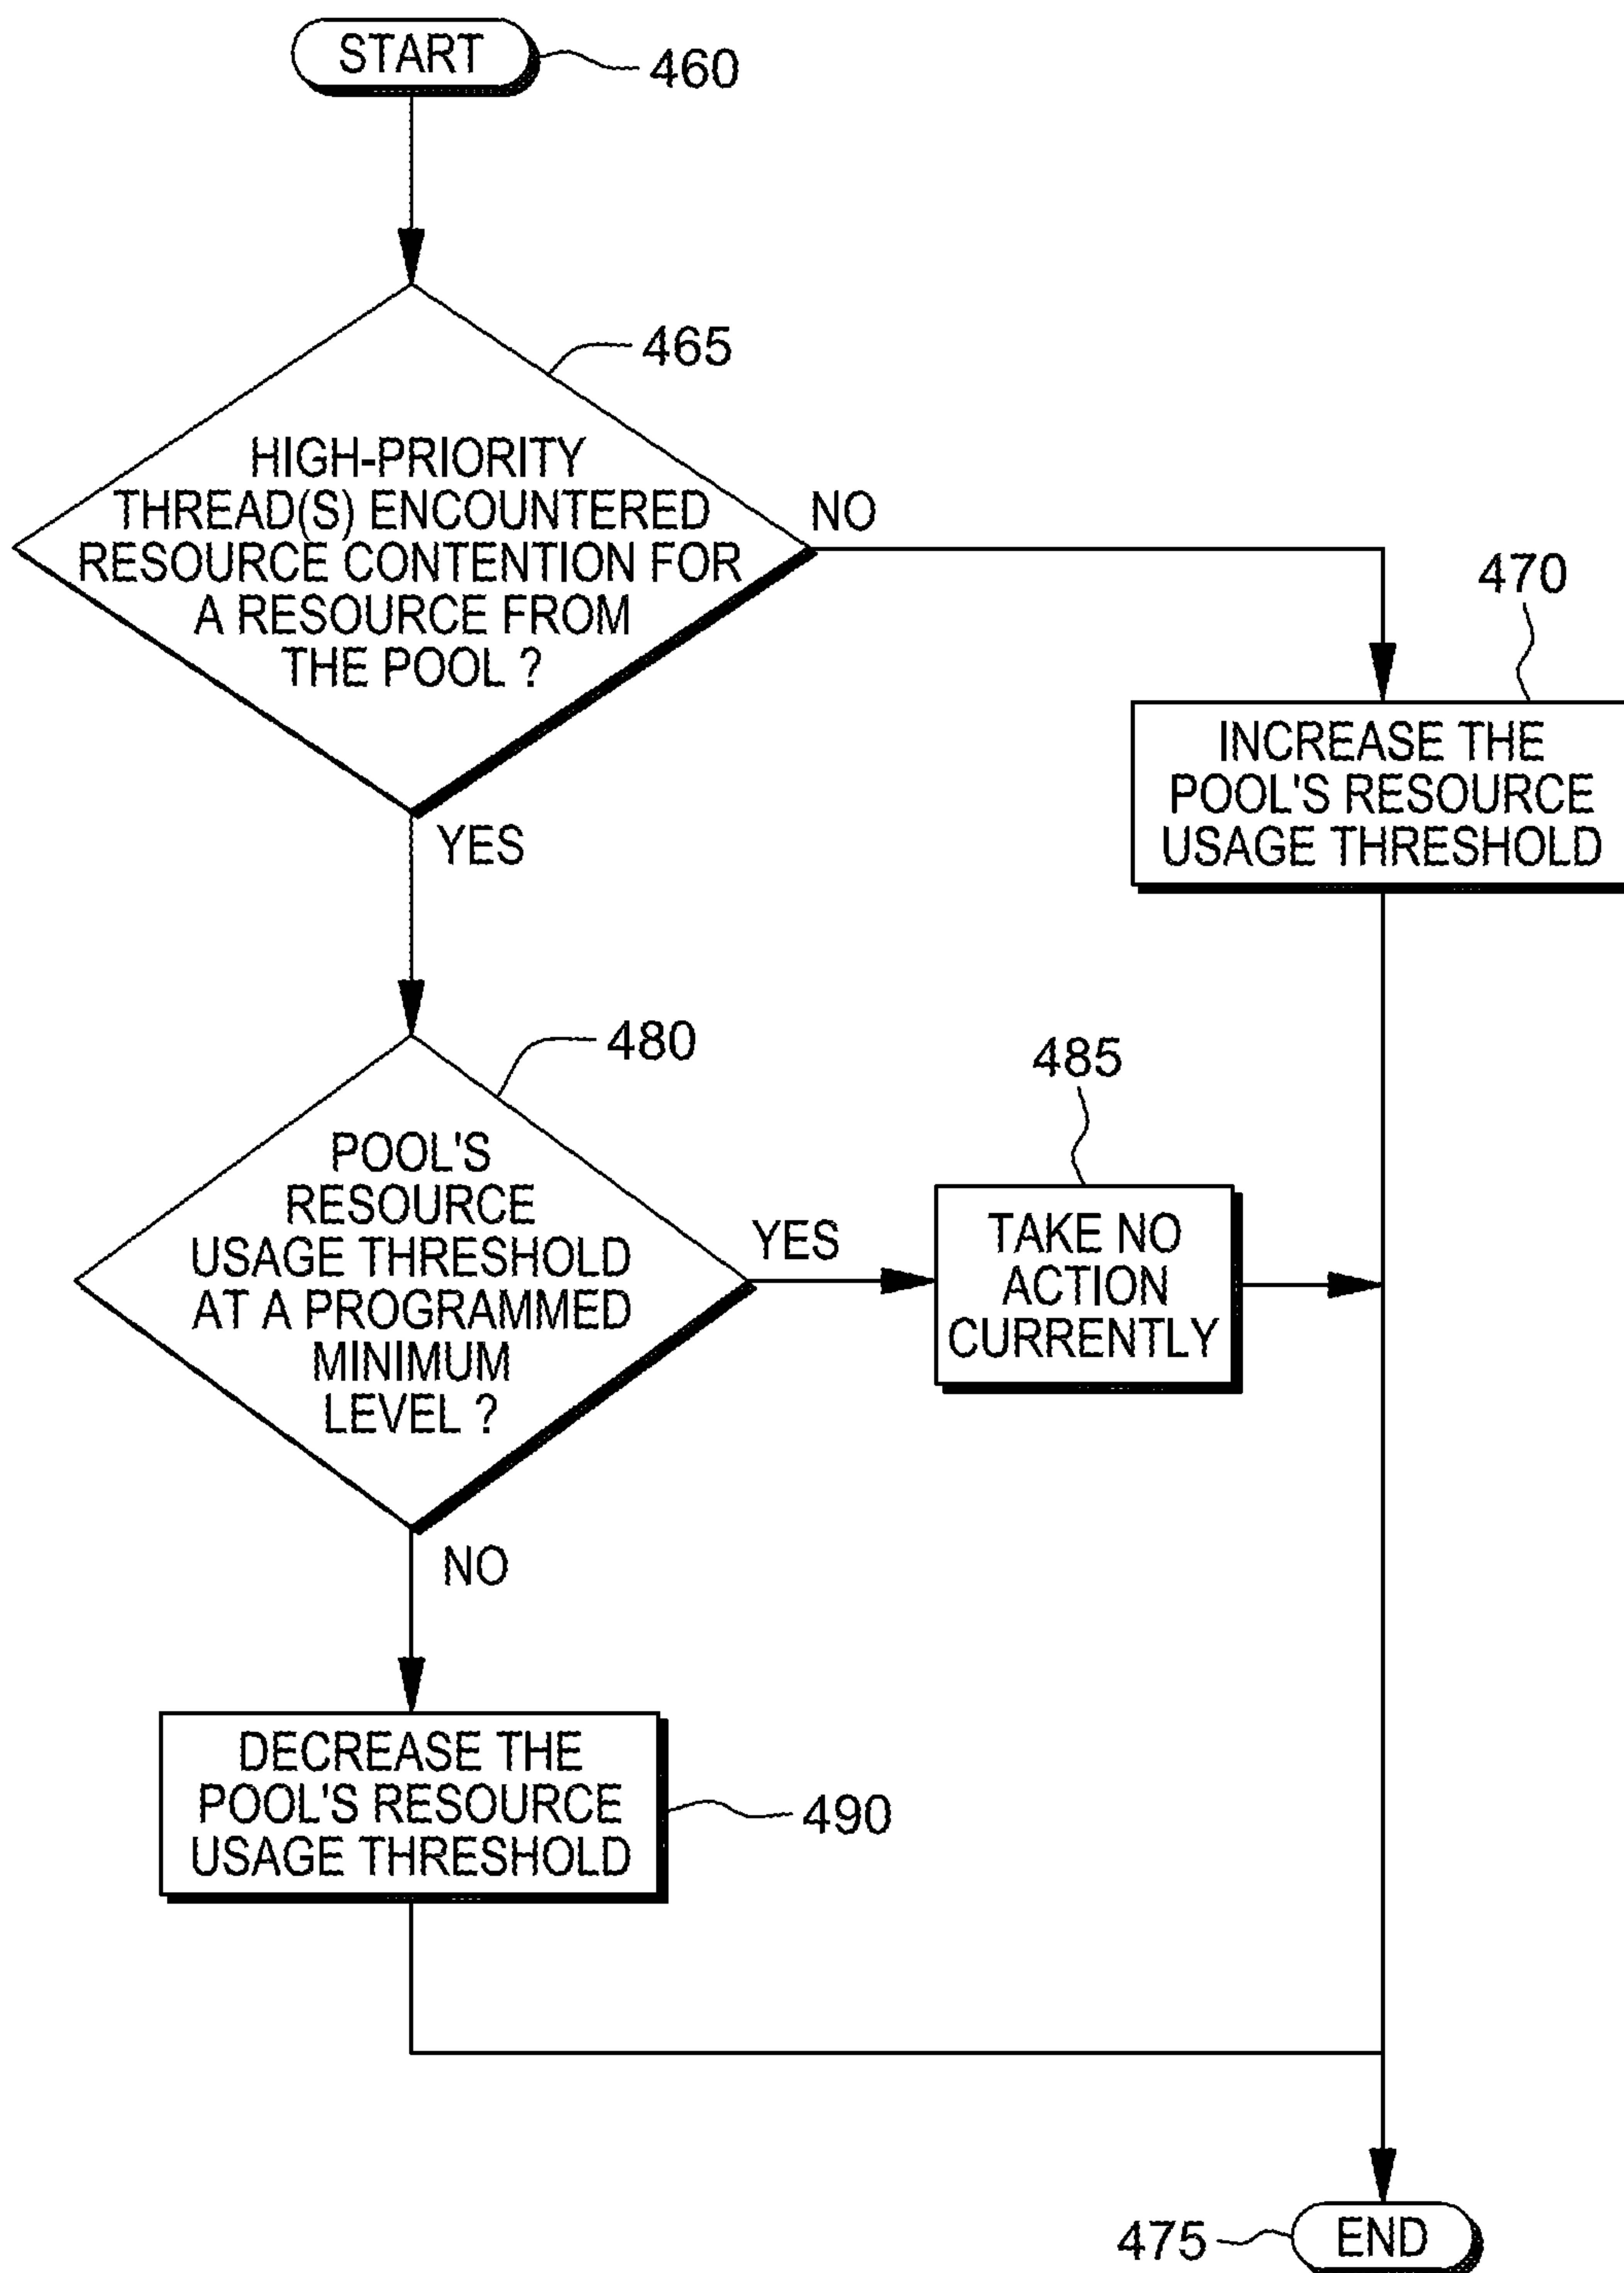 START
460
465
HIGH-PRIORITY
THREAD(S) ENCOUNTERED
RESOURCE CONTENTION FOR
A RESOURCE FROM
THE POOL ?
NO
470
INCREASE THE
POOL'S RESOURCE
USAGE THRESHOLD
YES
480
POOL'S
RESOURCE
USAGE THRESHOLD
AT A PROGRAMMED
MINIMUM
LEVEL ?
YES
485
TAKE NO
ACTION
CURRENTLY
NO
DECREASE THE
POOL'S RESOURCE
USAGE THRESHOLD
490
475
END